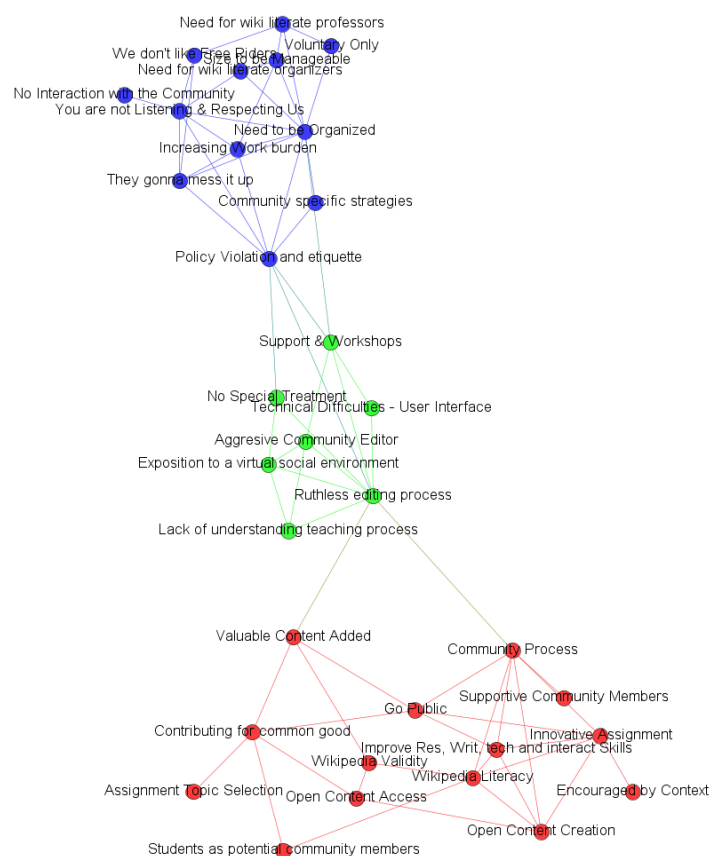 Need for wiki literate professors
Voluntary Only
We don't like Free Riders
Size to be Manageable
Need for wiki literate organizers
No Interaction with the Community
You are not Listening & Respecting Us
Need to be Organized
Increasing Work burden
They gonna mess it up
Community specific strategies
Policy Violation and etiquette
Support & Workshops
No Special Treatment
Technical Difficulties - User Interface
Aggresive Community Editor
Exposition to a virtual social environment
Ruthless editing process
Lack of understanding teaching process
Valuable Content Added
Community Process
Supportive Community Members
Go Public
Contributing for common good
Innovative Assignment
Improve Res, Writ, tech and interact Skills
Wikipedia Validity
Wikipedia Literacy
Assignment Topic Selection
Open Content Access
Encouraged by Context
Open Content Creation
Students as potential community members